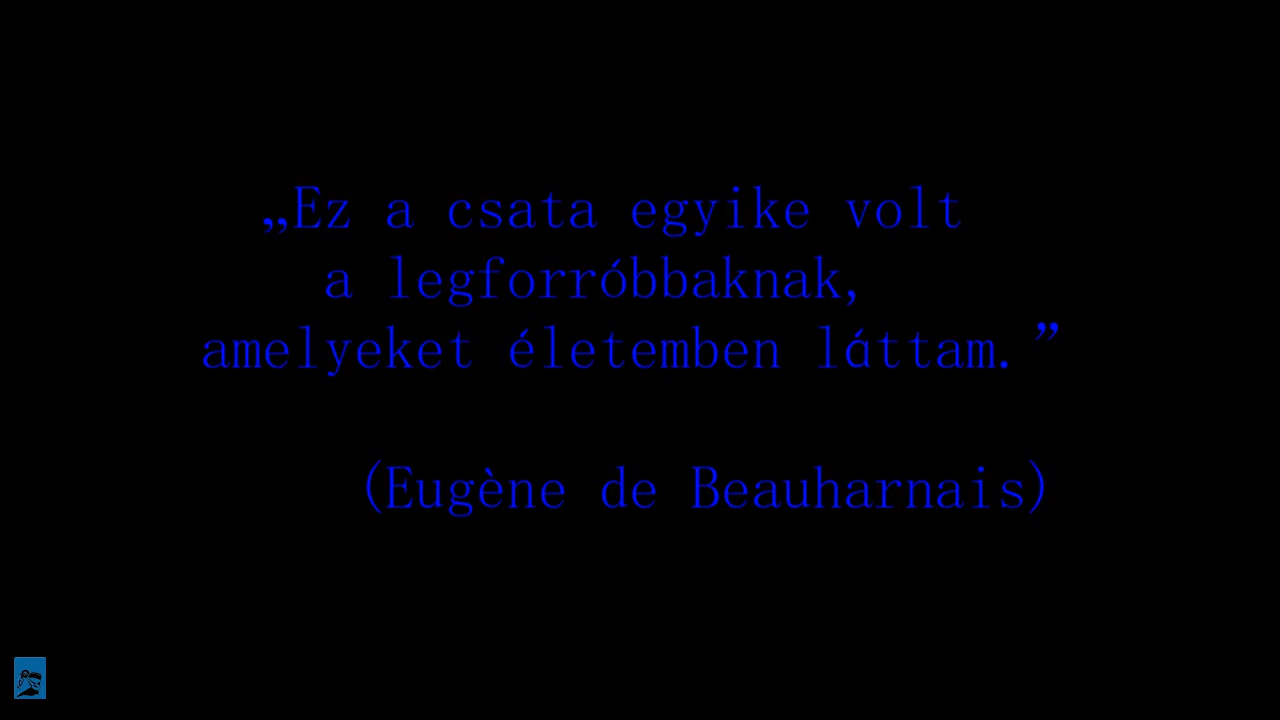 „Ez a csata egyike volt
a legforróbbaknak,
amelyeket életemben láttam.”
(Eugène de Beauharnais)